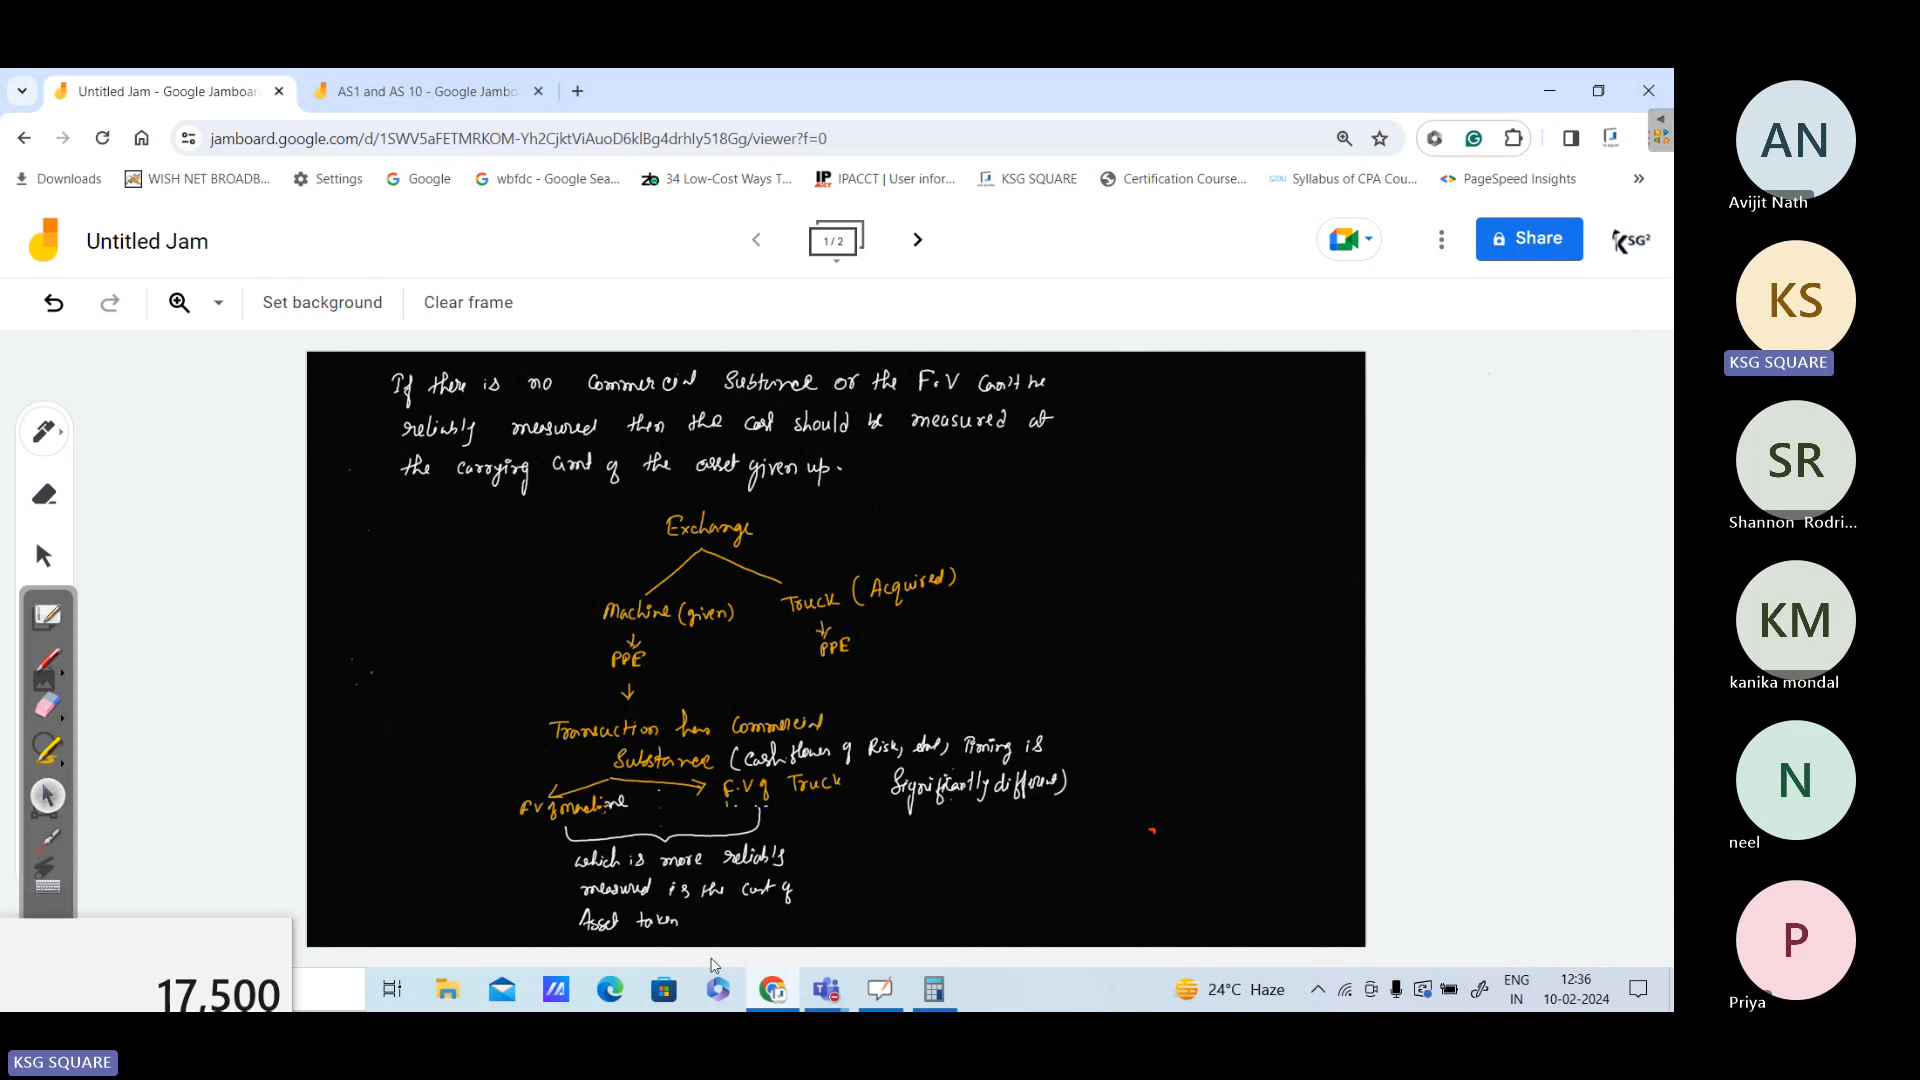 Untitled Jam - Google Jamboar
AS1 and AS 10 - Google Jambo
jamboard.google.com/d/1SWV5aFETMRKOM-Yh2CjktViAuoD6klBg4drhIy518Gg/viewer?f=0
Downloads
WISH NET BROADB...
Settings
Google
wbfdc - Google Sea...
34 Low-Cost Ways T...
IPACCT | User infor...
KSG SQUARE
Certification Course...
Syllabus of CPA Cou...
PageSpeed Insights
Untitled Jam
1 / 2
Share
KSG²
Set background
Clear frame
If there is no Commercial Substance or the F.V Can't be
reliably measured then the cost should be measured at
the carrying amt of the asset given up.
Exchange
Machine (given)
Truck (Acquired)
PPE
PPE
Transaction has Commercial
Substance (Cash flows of Risk, Timing is
Significantly different)
FV of machine
F.V of Truck
which is more reliably
measured is the cost of
Asset taken
17,500
24°C Haze
ENG
IN
12:36
10-02-2024
AN
Avijit Nath
KS
KSG SQUARE
SR
Shannon Rodri...
KM
kanika mondal
N
neel
P
Priya
KSG SQUARE